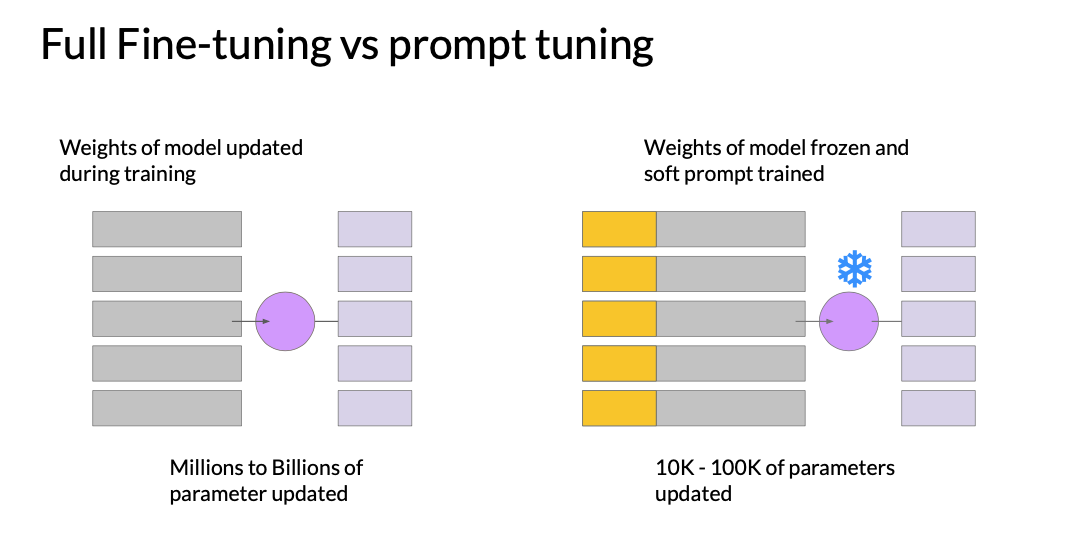 Full Fine-tuning vs prompt tuning
Weights of model updated
during training
Weights of model frozen and
soft prompt trained
Millions to Billions of
parameter updated
10K - 100K of parameters
updated